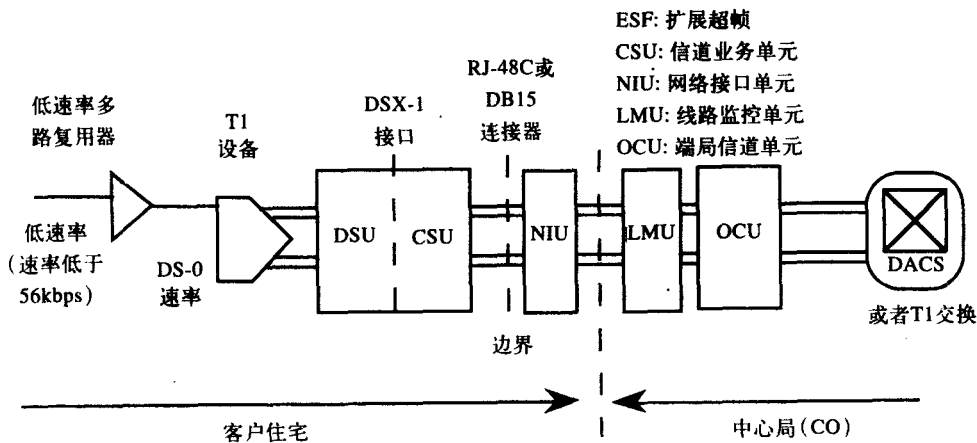 ESF: 扩展超帧
CSU: 信道业务单元
NIU: 网络接口单元
LMU: 线路监控单元
OCU: 端局信道单元
RJ-48C或
DB15
连接器
DSX-1
接口
低速率多
路复用器
T1
设备
DSU
CSU
NIU
LMU
OCU
DACS
低速率
(速率低于
56kbps)
DS-0
速率
或者T1交换
边界
客户住宅
中心局(CO)